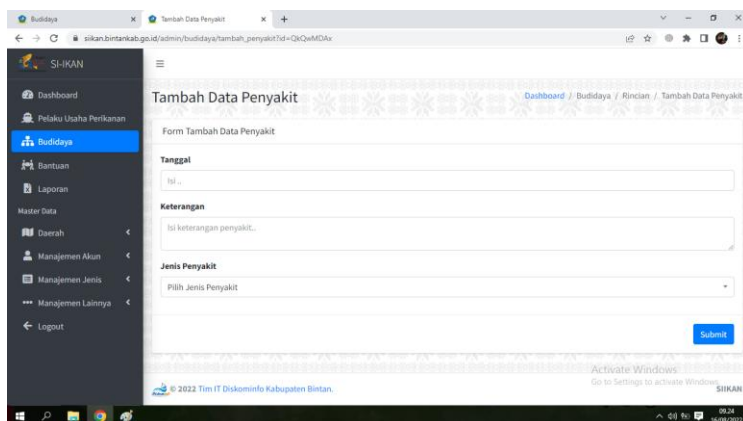 Budidaya
Tambah Data Penyakit
siikan.bintankab.go.id/admin/budidaya/tambah_penyakit?id=QkQwMDAx
SI-IKAN
Dashboard
Pelaku Usaha Perikanan
Budidaya
Bantuan
Laporan
Master Data
Daerah
Manajemen Akun
Manajemen Jenis
Manajemen Lainnya
Logout
Tambah Data Penyakit
Dashboard / Budidaya / Rincian / Tambah Data Penyakit
Form Tambah Data Penyakit
Tanggal
Isi ..
Keterangan
Isi keterangan penyakit..
Jenis Penyakit
Pilih Jenis Penyakit
Submit
Activate Windows
Go to Settings to activate Windows.
© 2022 Tim IT Diskominfo Kabupaten Bintan.
SIIKAN
09.24
16/08/2022